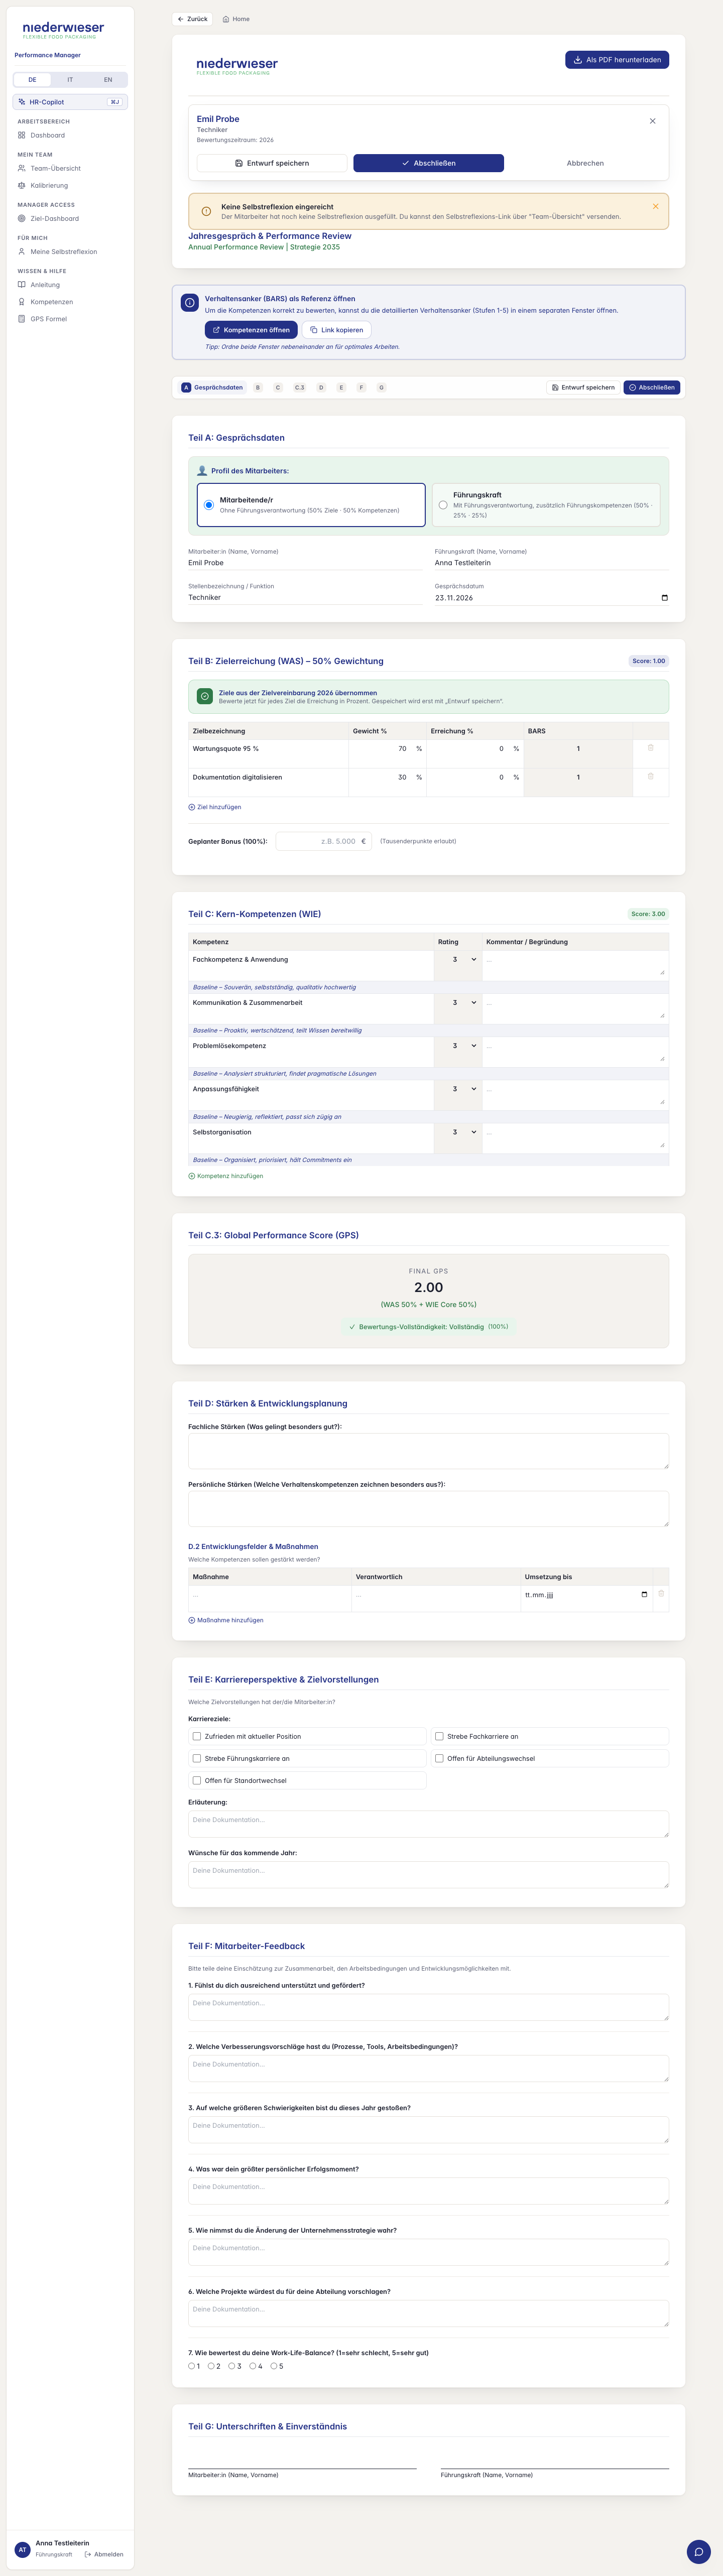 niederwieser
FLEXIBLE FOOD PACKAGING
Performance Manager
DE IT EN
HR-Copilot ⌘J
ARBEITSBEREICH
Dashboard
MEIN TEAM
Team-Übersicht
Kalibrierung
MANAGER ACCESS
Ziel-Dashboard
FÜR MICH
Meine Selbstreflexion
WISSEN & HILFE
Anleitung
Kompetenzen
GPS Formel
Zurück Home
niederwieser
FLEXIBLE FOOD PACKAGING
Als PDF herunterladen
Emil Probe
Techniker
Bewertungszeitraum: 2026
Entwurf speichern Abschließen Abbrechen
Keine Selbstreflexion eingereicht
Der Mitarbeiter hat noch keine Selbstreflexion ausgefüllt. Du kannst den Selbstreflexions-Link über "Team-Übersicht" versenden.
Jahresgespräch & Performance Review
Annual Performance Review | Strategie 2035
Verhaltensanker (BARS) als Referenz öffnen
Um die Kompetenzen korrekt zu bewerten, kannst du die detaillierten Verhaltensanker (Stufen 1-5) in einem separaten Fenster öffnen.
Kompetenzen öffnen Link kopieren
Tipp: Ordne beide Fenster nebeneinander an für optimales Arbeiten.
A Gesprächsdaten B C C.3 D E F G Entwurf speichern Abschließen
Teil A: Gesprächsdaten
Profil des Mitarbeiters:
Mitarbeitende/r
Ohne Führungsverantwortung (50% Ziele · 50% Kompetenzen)
Führungskraft
Mit Führungsverantwortung, zusätzlich Führungskompetenzen (50% ·
25% · 25%)
Mitarbeiter:in (Name, Vorname) Führungskraft (Name, Vorname)
Emil Probe Anna Testleiterin
Stellenbezeichnung / Funktion Gesprächsdatum
Techniker 23.11.2026
Teil B: Zielerreichung (WAS) – 50% Gewichtung Score: 1.00
Ziele aus der Zielvereinbarung 2026 übernommen
Bewerte jetzt für jedes Ziel die Erreichung in Prozent. Gespeichert wird erst mit „Entwurf speichern".
Zielbezeichnung Gewicht % Erreichung % BARS
Wartungsquote 95 % 70 % 0 % 1
Dokumentation digitalisieren 30 % 0 % 1
Ziel hinzufügen
Geplanter Bonus (100%): z.B. 5.000 € (Tausenderpunkte erlaubt)
Teil C: Kern-Kompetenzen (WIE) Score: 3.00
Kompetenz Rating Kommentar / Begründung
Fachkompetenz & Anwendung 3 ...
Baseline – Souverän, selbstständig, qualitativ hochwertig
Kommunikation & Zusammenarbeit 3 ...
Baseline – Proaktiv, wertschätzend, teilt Wissen bereitwillig
Problemlösekompetenz 3 ...
Baseline – Analysiert strukturiert, findet pragmatische Lösungen
Anpassungsfähigkeit 3 ...
Baseline – Neugierig, reflektiert, passt sich zügig an
Selbstorganisation 3 ...
Baseline – Organisiert, priorisiert, hält Commitments ein
Kompetenz hinzufügen
Teil C.3: Global Performance Score (GPS)
FINAL GPS
2.00
(WAS 50% + WIE Core 50%)
Bewertungs-Vollständigkeit: Vollständig (100%)
Teil D: Stärken & Entwicklungsplanung
Fachliche Stärken (Was gelingt besonders gut?):
Persönliche Stärken (Welche Verhaltenskompetenzen zeichnen besonders aus?):
D.2 Entwicklungsfelder & Maßnahmen
Welche Kompetenzen sollen gestärkt werden?
Maßnahme Verantwortlich Umsetzung bis
... ... tt.mm.jjjj
Maßnahme hinzufügen
Teil E: Karriereperspektive & Zielvorstellungen
Welche Zielvorstellungen hat der/die Mitarbeiter:in?
Karriereziele:
Zufrieden mit aktueller Position Strebe Fachkarriere an
Strebe Führungskarriere an Offen für Abteilungswechsel
Offen für Standortwechsel
Erläuterung:
Deine Dokumentation...
Wünsche für das kommende Jahr:
Deine Dokumentation...
Teil F: Mitarbeiter-Feedback
Bitte teile deine Einschätzung zur Zusammenarbeit, den Arbeitsbedingungen und Entwicklungsmöglichkeiten mit.
1. Fühlst du dich ausreichend unterstützt und gefördert?
Deine Dokumentation...
2. Welche Verbesserungsvorschläge hast du (Prozesse, Tools, Arbeitsbedingungen)?
Deine Dokumentation...
3. Auf welche größeren Schwierigkeiten bist du dieses Jahr gestoßen?
Deine Dokumentation...
4. Was war dein größter persönlicher Erfolgsmoment?
Deine Dokumentation...
5. Wie nimmst du die Änderung der Unternehmensstrategie wahr?
Deine Dokumentation...
6. Welche Projekte würdest du für deine Abteilung vorschlagen?
Deine Dokumentation...
7. Wie bewertest du deine Work-Life-Balance? (1=sehr schlecht, 5=sehr gut)
1 2 3 4 5
Teil G: Unterschriften & Einverständnis
Mitarbeiter:in (Name, Vorname) Führungskraft (Name, Vorname)
AT Anna Testleiterin
Führungskraft Abmelden